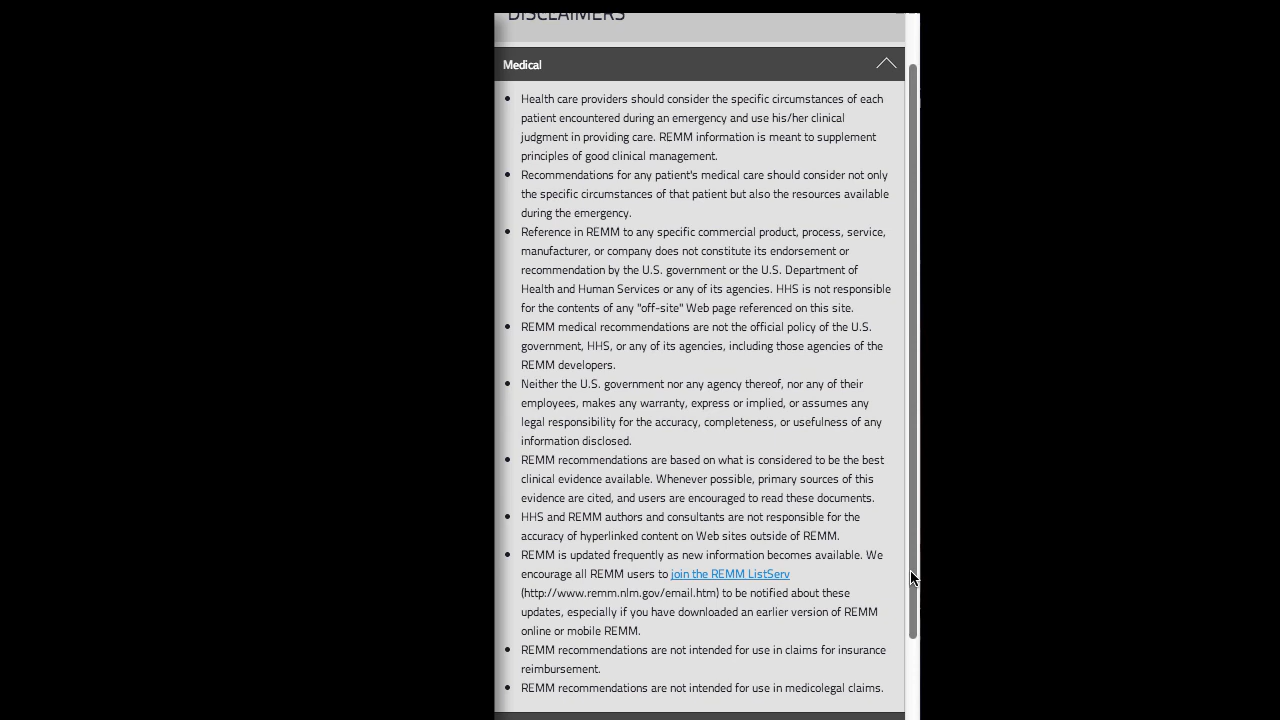 DISCLAIMERS
Medical
• Health care providers should consider the specific circumstances of each
patient encountered during an emergency and use his/her clinical
judgment in providing care. REMM information is meant to supplement
principles of good clinical management.
• Recommendations for any patient's medical care should consider not only
the specific circumstances of that patient but also the resources available
during the emergency.
• Reference in REMM to any specific commercial product, process, service,
manufacturer, or company does not constitute its endorsement or
recommendation by the U.S. government or the U.S. Department of
Health and Human Services or any of its agencies. HHS is not responsible
for the contents of any "off-site" Web page referenced on this site.
• REMM medical recommendations are not the official policy of the U.S.
government, HHS, or any of its agencies, including those agencies of the
REMM developers.
• Neither the U.S. government nor any agency thereof, nor any of their
employees, makes any warranty, express or implied, or assumes any
legal responsibility for the accuracy, completeness, or usefulness of any
information disclosed.
• REMM recommendations are based on what is considered to be the best
clinical evidence available. Whenever possible, primary sources of this
evidence are cited, and users are encouraged to read these documents.
• HHS and REMM authors and consultants are not responsible for the
accuracy of hyperlinked content on Web sites outside of REMM.
• REMM is updated frequently as new information becomes available. We
encourage all REMM users to join the REMM ListServ
(http://www.remm.nlm.gov/email.htm) to be notified about these
updates, especially if you have downloaded an earlier version of REMM
online or mobile REMM.
• REMM recommendations are not intended for use in claims for insurance
reimbursement.
• REMM recommendations are not intended for use in medicolegal claims.